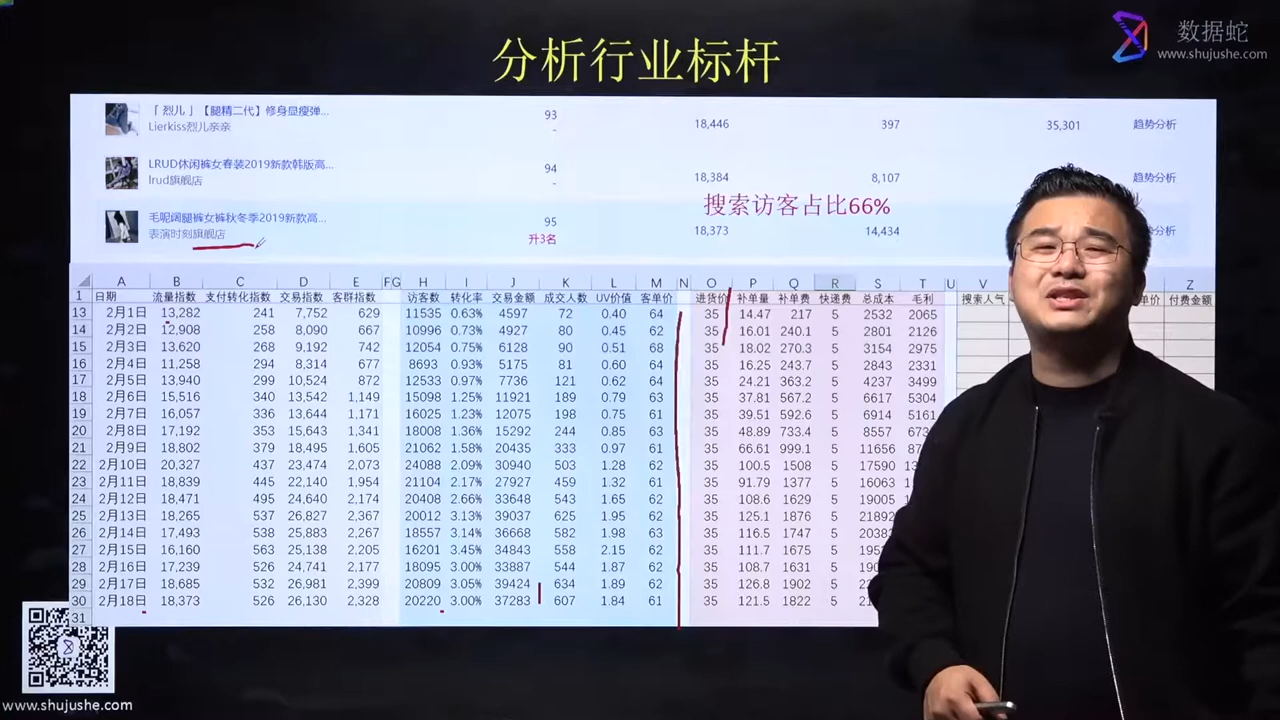 数据蛇
www.shujushe.com
分析行业标杆
「 烈儿 」【腿精二代】修身显瘦弹...
Lierkiss烈儿亲亲
93
-
18,446
397
35,301
趋势分析
LRUD休闲裤女春装2019新款韩版高...
lrud旗舰店
94
-
18,384
8,107
趋势分析
搜索访客占比66%
毛呢阔腿裤女裤秋冬季2019新款高...
表演时刻旗舰店
95
升3名
18,373
14,434
势分析
A B C D E F G H I J K L M N O P Q R S T U V W X Z
1 日期 流量指数 支付转化指数 交易指数 客群指数 访客数 转化率 交易金额 成交人数 UV价值 客单价 进货价 补单量 补单费 快递费 总成本 毛利 搜索人气 单价 付费金额
13 2月1日 13,282 241 7,752 629 11535 0.63% 4597 72 0.40 64 35 14.47 217 5 2532 2065
14 2月2日 12,908 258 8,090 667 10996 0.73% 4927 80 0.45 62 35 16.01 240.1 5 2801 2126
15 2月3日 13,620 268 9,192 742 12054 0.75% 6128 90 0.51 68 35 18.02 270.3 5 3154 2975
16 2月4日 11,258 294 8,314 677 8693 0.93% 5175 81 0.60 64 35 16.25 243.7 5 2843 2331
17 2月5日 13,940 299 10,524 872 12533 0.97% 7736 121 0.62 64 35 24.21 363.2 5 4237 3499
18 2月6日 15,516 340 13,542 1,149 15098 1.25% 11921 189 0.79 63 35 37.81 567.2 5 6617 5304
19 2月7日 16,057 336 13,644 1,171 16025 1.23% 12075 198 0.75 61 35 39.51 592.6 5 6914 5161
20 2月8日 17,192 353 15,643 1,341 18008 1.36% 15292 244 0.85 63 35 48.89 733.4 5 8557 673
21 2月9日 18,802 379 18,495 1,605 21062 1.58% 20435 333 0.97 61 35 66.61 999.1 5 11656 87
22 2月10日 20,327 437 23,474 2,073 24088 2.09% 30940 503 1.28 62 35 100.5 1508 5 17590 13
23 2月11日 18,839 445 22,140 1,954 21104 2.17% 27927 459 1.32 61 35 91.79 1377 5 16063 1
24 2月12日 18,471 495 24,640 2,174 20408 2.66% 33648 543 1.65 62 35 108.6 1629 5 19005
25 2月13日 18,265 537 26,827 2,367 20012 3.13% 39037 625 1.95 62 35 125.1 1876 5 21892
26 2月14日 17,493 538 25,883 2,267 18557 3.14% 36668 582 1.98 63 35 116.5 1747 5 2038
27 2月15日 16,160 563 25,138 2,205 16201 3.45% 34843 558 2.15 62 35 111.7 1675 5 195
28 2月16日 17,239 526 24,741 2,177 18095 3.00% 33887 544 1.87 62 35 108.7 1631 5 190
29 2月17日 18,685 532 26,981 2,399 20809 3.05% 39424 634 1.89 62 35 126.8 1902 5 2
30 2月18日 18,373 526 26,130 2,328 20220 3.00% 37283 607 1.84 61 35 121.5 1822 5 2
31
www.shujushe.com